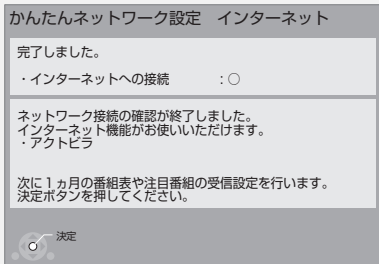 かんたんネットワーク設定　インターネット
完了しました。
・インターネットへの接続　　：○
ネットワーク接続の確認が終了しました。
インターネット機能がお使いいただけます。
・アクトビラ
次に１ヵ月の番組表や注目番組の受信設定を行います。
決定ボタンを押してください。
決定